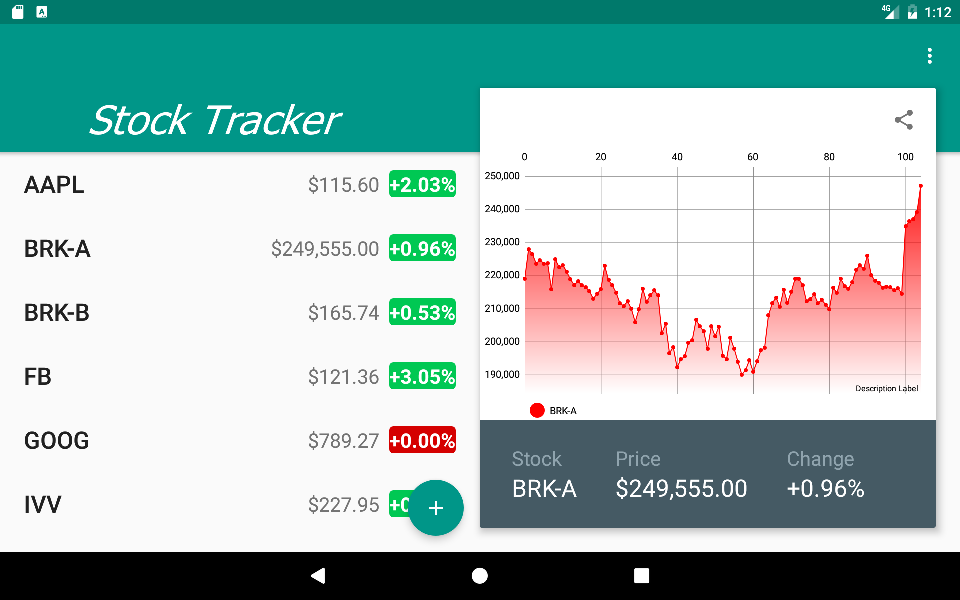 4G 1:12
Stock Tracker
AAPL $115.60 +2.03%
BRK-A $249,555.00 +0.96%
BRK-B $165.74 +0.53%
FB $121.36 +3.05%
GOOG $789.27 +0.00%
IVV $227.95
+
0 20 40 60 80 100
250,000
240,000
230,000
220,000
210,000
200,000
190,000
Description Label
BRK-A
Stock Price Change
BRK-A $249,555.00 +0.96%